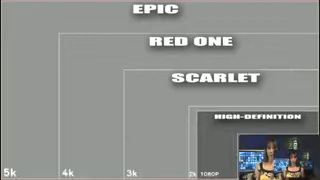 EPIC
RED ONE
SCARLET
HIGH-DEFINITION
5k 4k 3k 2k 1080P